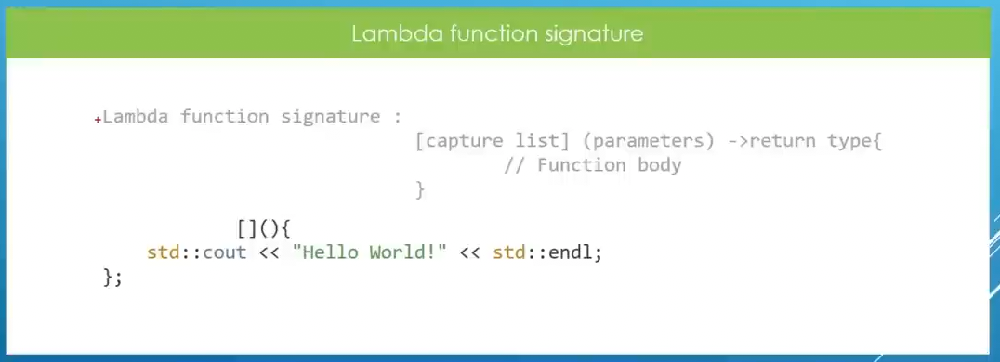 Lambda function signature
+Lambda function signature :
[capture list] (parameters) ->return type{
// Function body
}
[](){
std::cout << "Hello World!" << std::endl;
};